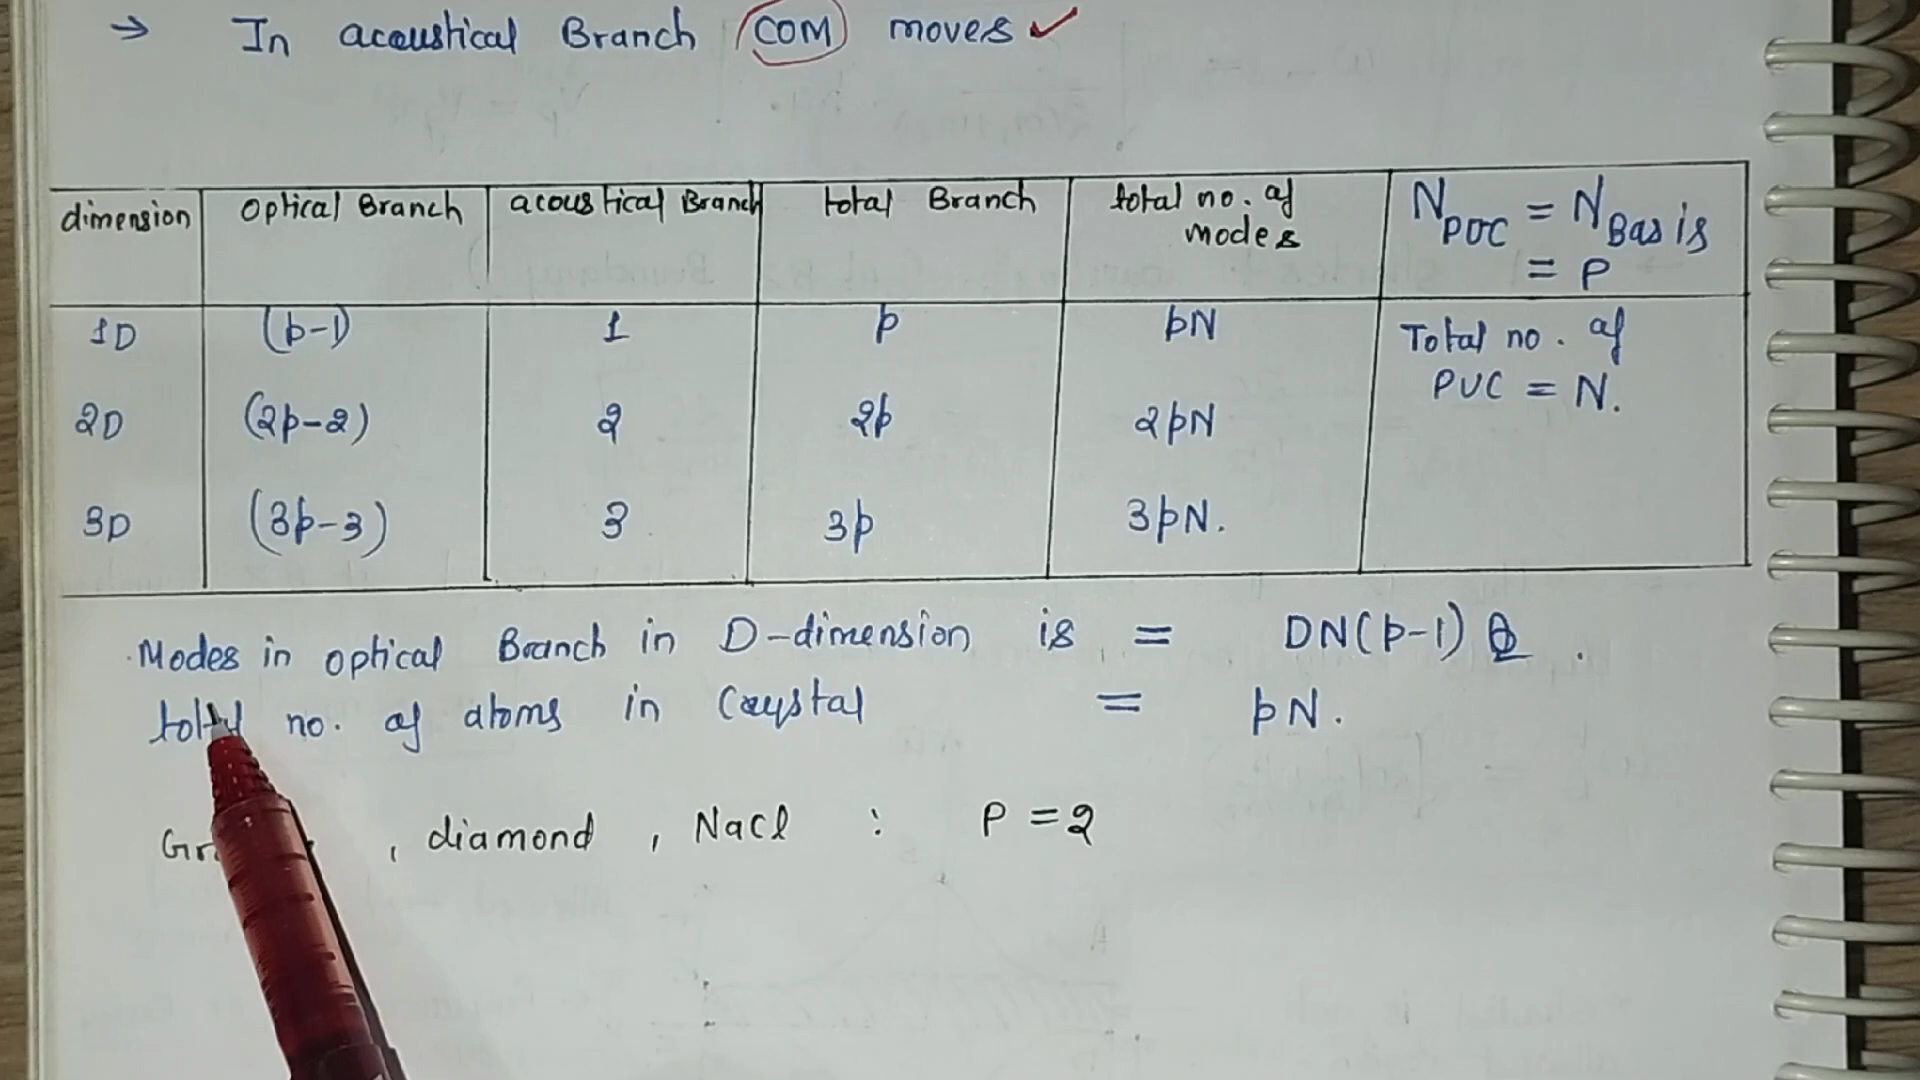 → In acoustical Branch COM moves ✓
dimension | optical Branch | acoustical Branch | total Branch | total no. of modes | N_PUC = N_Basis = P
1D | (p-1) | 1 | p | pN | Total no. of PUC = N.
2D | (2p-2) | 2 | 2p | 2pN
3D | (3p-3) | 3 | 3p | 3pN.
Modes in optical Branch in D-dimension is = DN(p-1)
total no. of atoms in Crystal = pN.
, diamond, NaCl : P = 2